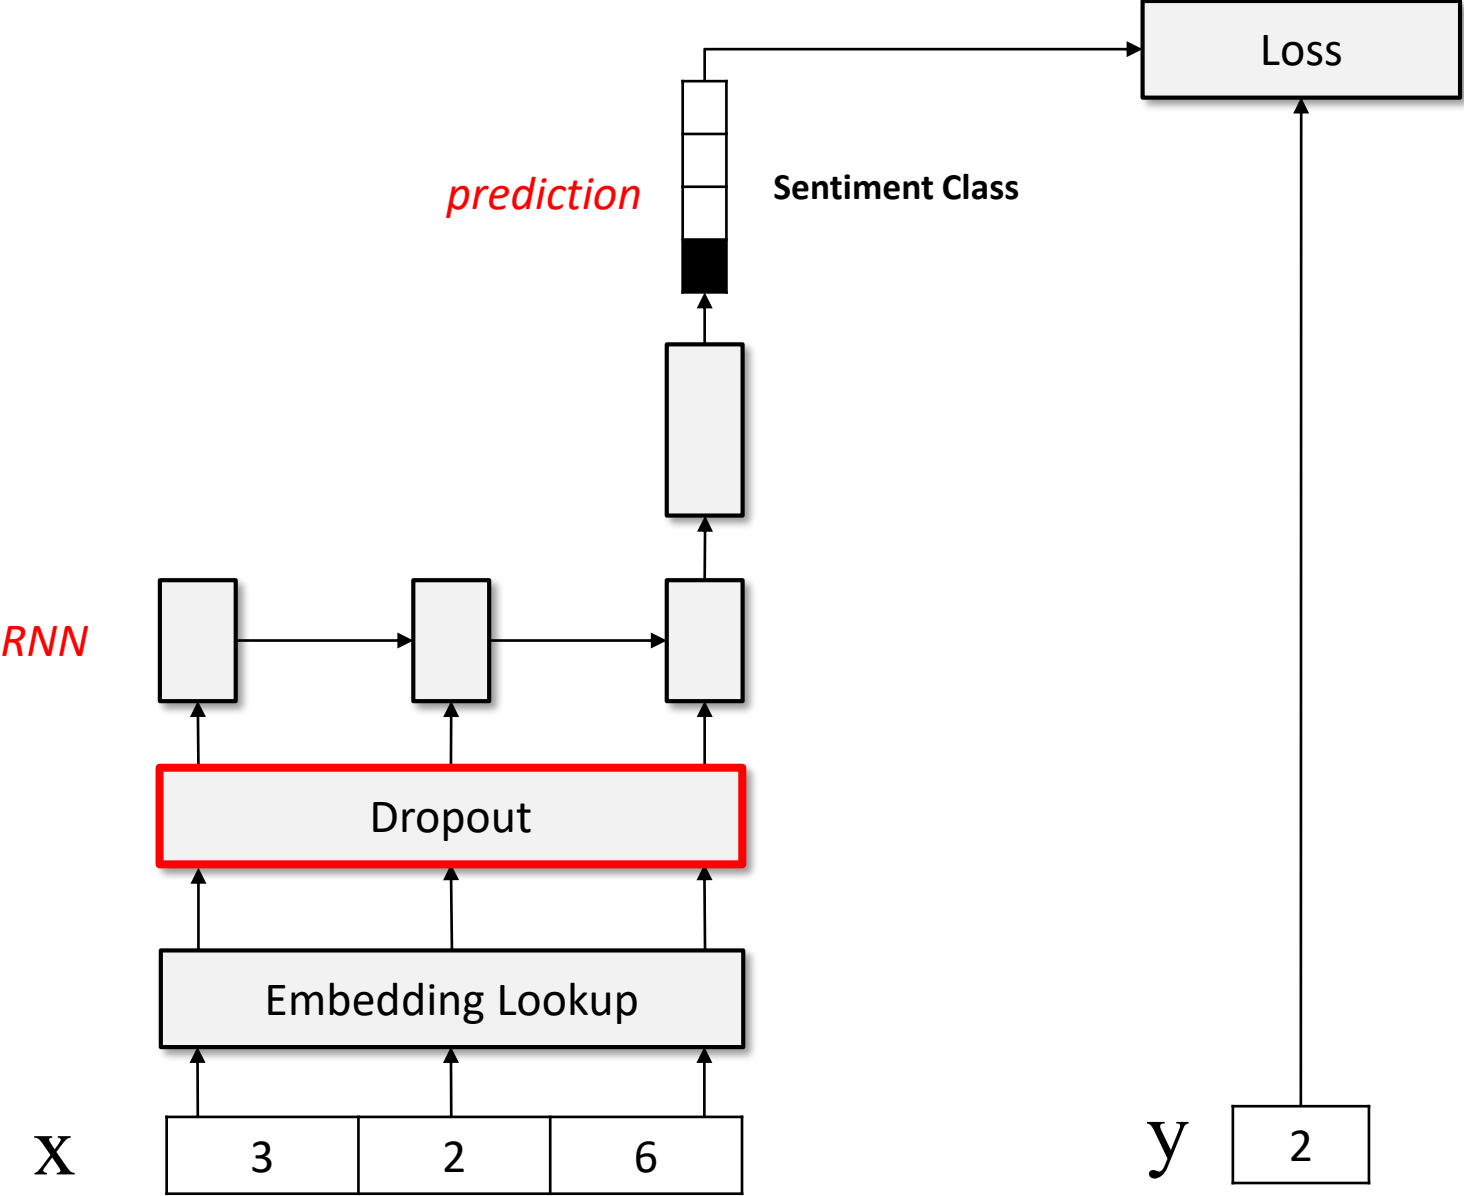 Loss
prediction
Sentiment Class
RNN
Dropout
Embedding Lookup
x 3 2 6
y 2